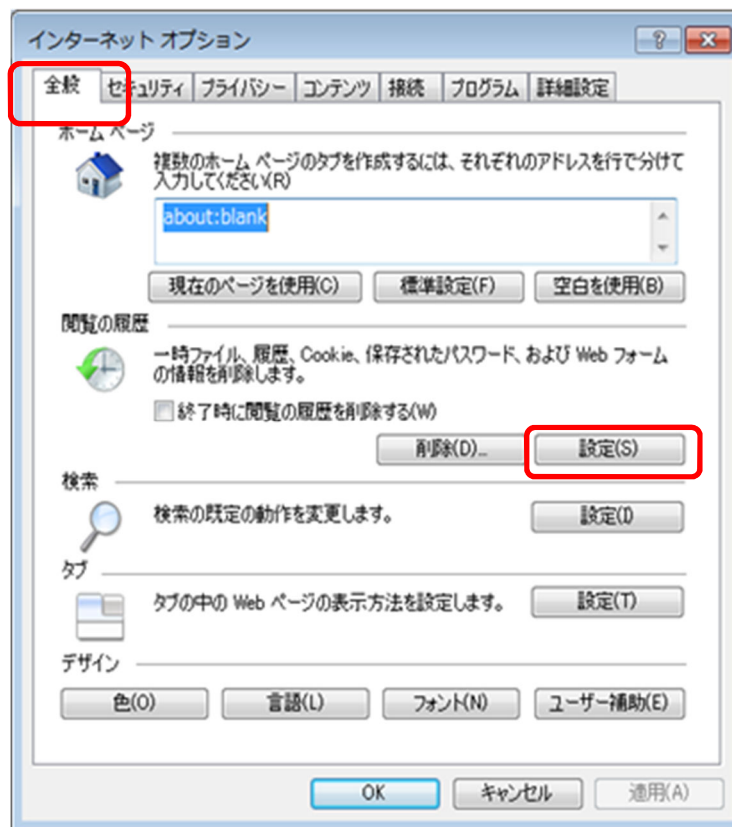 インターネット オプション
全般 セキュリティ プライバシー コンテンツ 接続 プログラム 詳細設定
ホーム ページ
複数のホーム ページのタブを作成するには、それぞれのアドレスを行で分けて
入力してください(R)
about:blank
現在のページを使用(C) 標準設定(F) 空白を使用(B)
閲覧の履歴
一時ファイル、履歴、Cookie、保存されたパスワード、および Web フォーム
の情報を削除します。
終了時に閲覧の履歴を削除する(W)
削除(D)... 設定(S)
検索
検索の既定の動作を変更します。 設定(I)
タブ
タブの中の Web ページの表示方法を設定します。 設定(T)
デザイン
色(O) 言語(L) フォント(N) ユーザー補助(E)
OK キャンセル 適用(A)